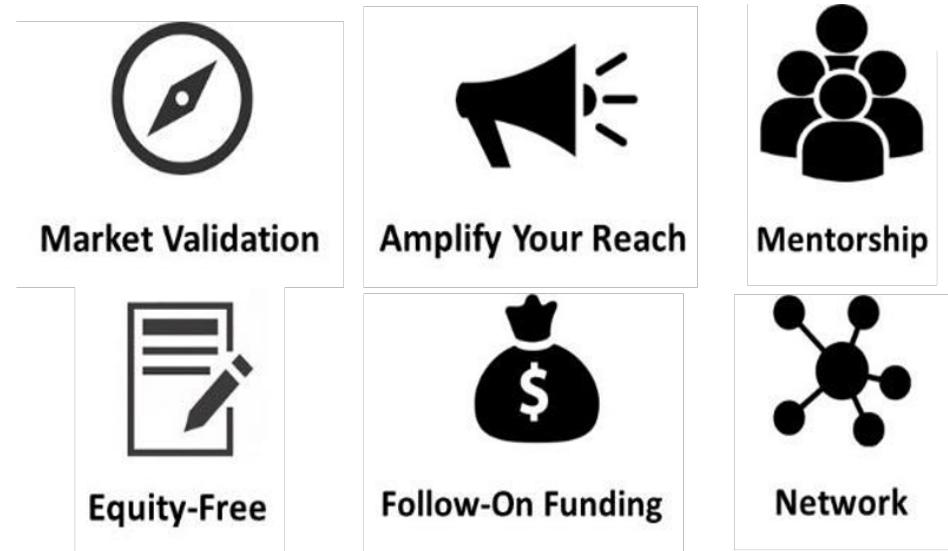 Market Validation
Amplify Your Reach
Mentorship
$
Equity-Free
Follow-On Funding
Network